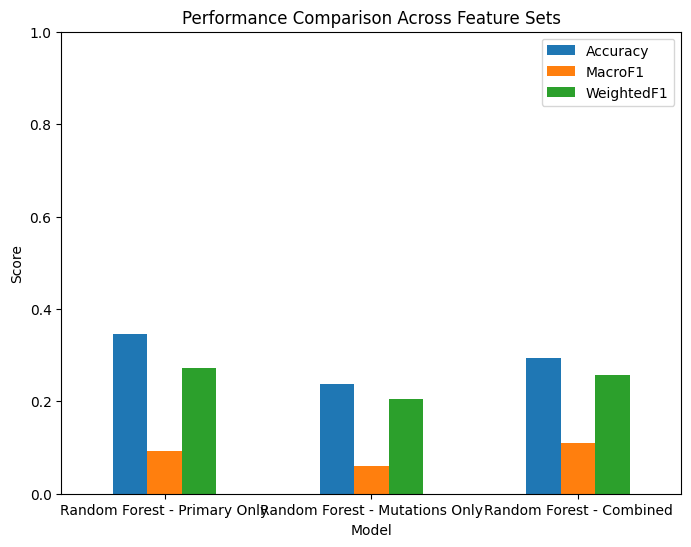 Performance Comparison Across Feature Sets
1.0
0.8
0.6
0.4
0.2
0.0
Score
Accuracy
MacroF1
WeightedF1
Random Forest - Primary Only
Random Forest - Mutations Only
Random Forest - Combined
Model